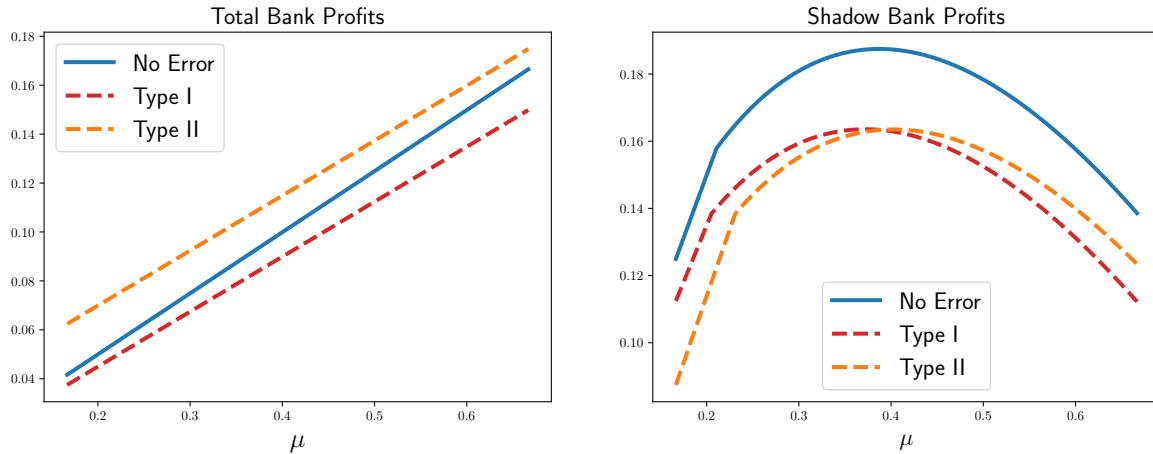 Total Bank Profits
0.18
0.16
0.14
0.12
0.10
0.08
0.06
0.04
No Error
Type I
Type II
0.2 0.3 0.4 0.5 0.6
μ
Shadow Bank Profits
0.18
0.16
0.14
0.12
0.10
No Error
Type I
Type II
0.2 0.3 0.4 0.5 0.6
μ